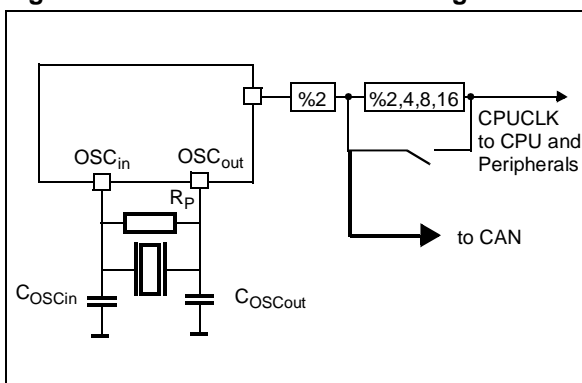 %2
%2,4,8,16
CPUCLK
to CPU and
Peripherals
OSCin
OSCout
RP
to CAN
COSCin
COSCout